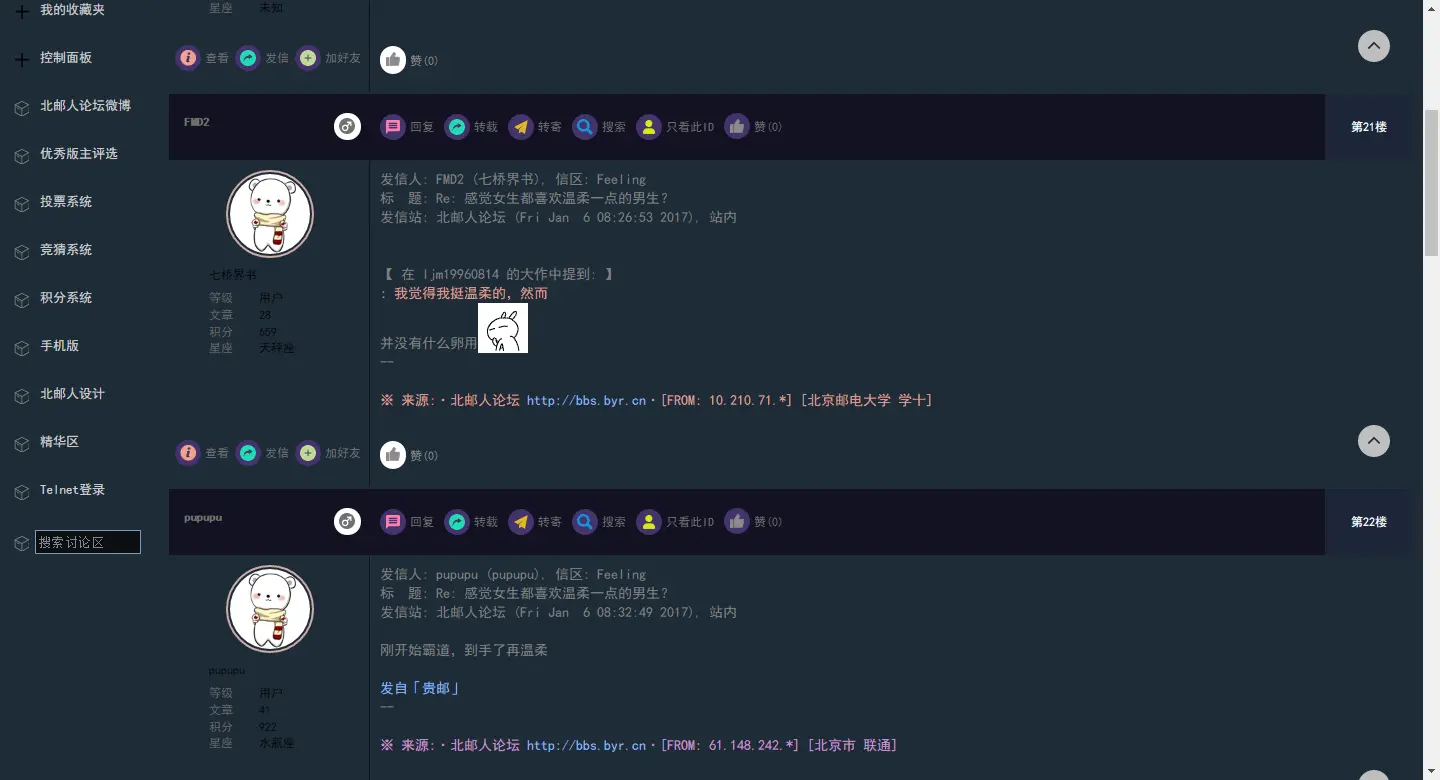 我的收藏夹
控制面板
北邮人论坛微博
优秀版主评选
投票系统
竞猜系统
积分系统
手机版
北邮人论坛设计
精华区
Telnet登录
搜索讨论区
星座 未知
查看 发信 加好友 赞(0)
FMD2 回复 转载 转寄 搜索 只看此ID 赞(0) 第21楼
七桥界书
等级 用户
文章 28
积分 659
星座 天秤座
发信人: FMD2 (七桥界书), 信区: Feeling
标 题: Re: 感觉女生都喜欢温柔一点的男生?
发信站: 北邮人论坛 (Fri Jan 6 08:26:53 2017), 站内
【 在 ljm19960814 的大作中提到: 】
: 我觉得我挺温柔的，然而
并没有什么卵用
--
※ 来源:·北邮人论坛 http://bbs.byr.cn·[FROM: 10.210.71.*] [北京邮电大学 学十]
查看 发信 加好友 赞(0)
pupupu 回复 转载 转寄 搜索 只看此ID 赞(0) 第22楼
pupupu
等级 用户
文章 41
积分 922
星座 水瓶座
发信人: pupupu (pupupu), 信区: Feeling
标 题: Re: 感觉女生都喜欢温柔一点的男生?
发信站: 北邮人论坛 (Fri Jan 6 08:32:49 2017), 站内
刚开始霸道，到手了再温柔
发自「贵邮」
--
※ 来源:·北邮人论坛 http://bbs.byr.cn·[FROM: 61.148.242.*] [北京市 联通]